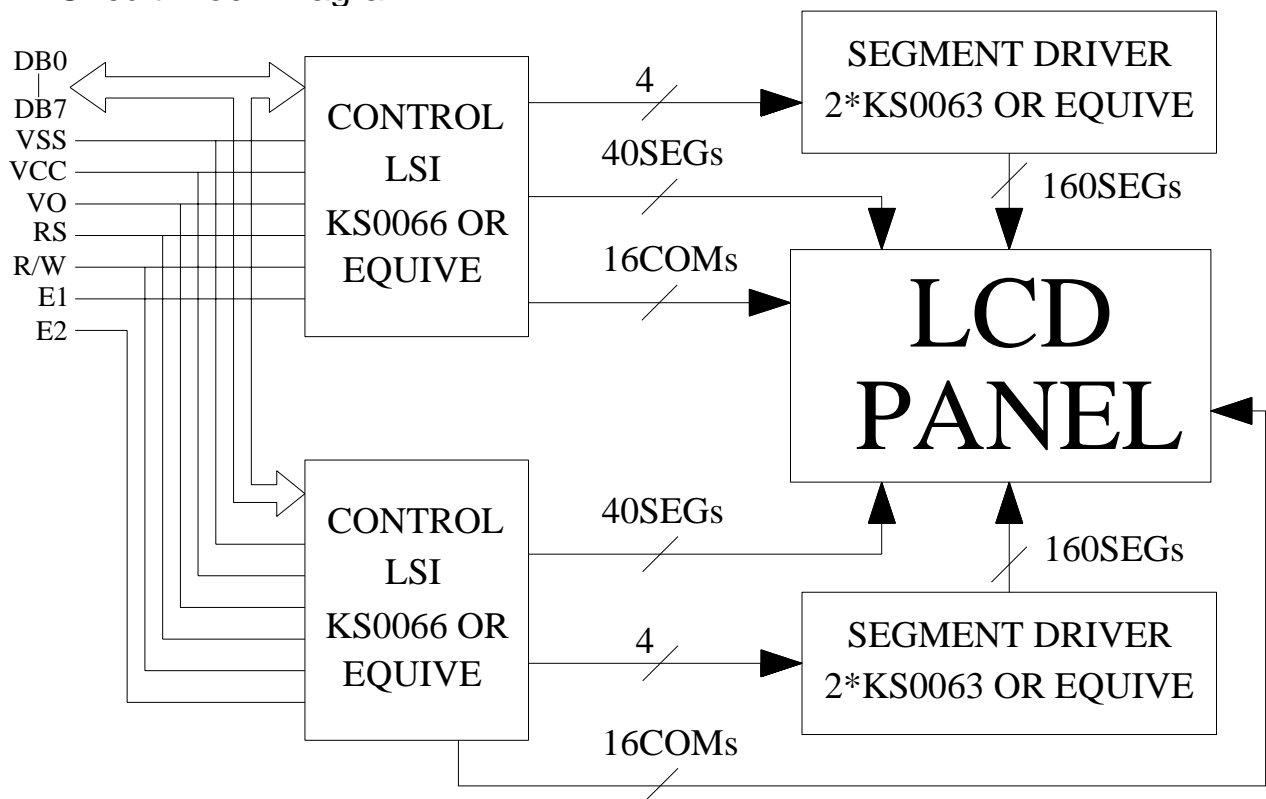 DB0
DB7
VSS
VCC
VO
RS
R/W
E1
E2
CONTROL
LSI
KS0066 OR
EQUIVE
4
40SEGs
16COMs
SEGMENT DRIVER
2*KS0063 OR EQUIVE
160SEGs
LCD
PANEL
CONTROL
LSI
KS0066 OR
EQUIVE
40SEGs
4
16COMs
160SEGs
SEGMENT DRIVER
2*KS0063 OR EQUIVE